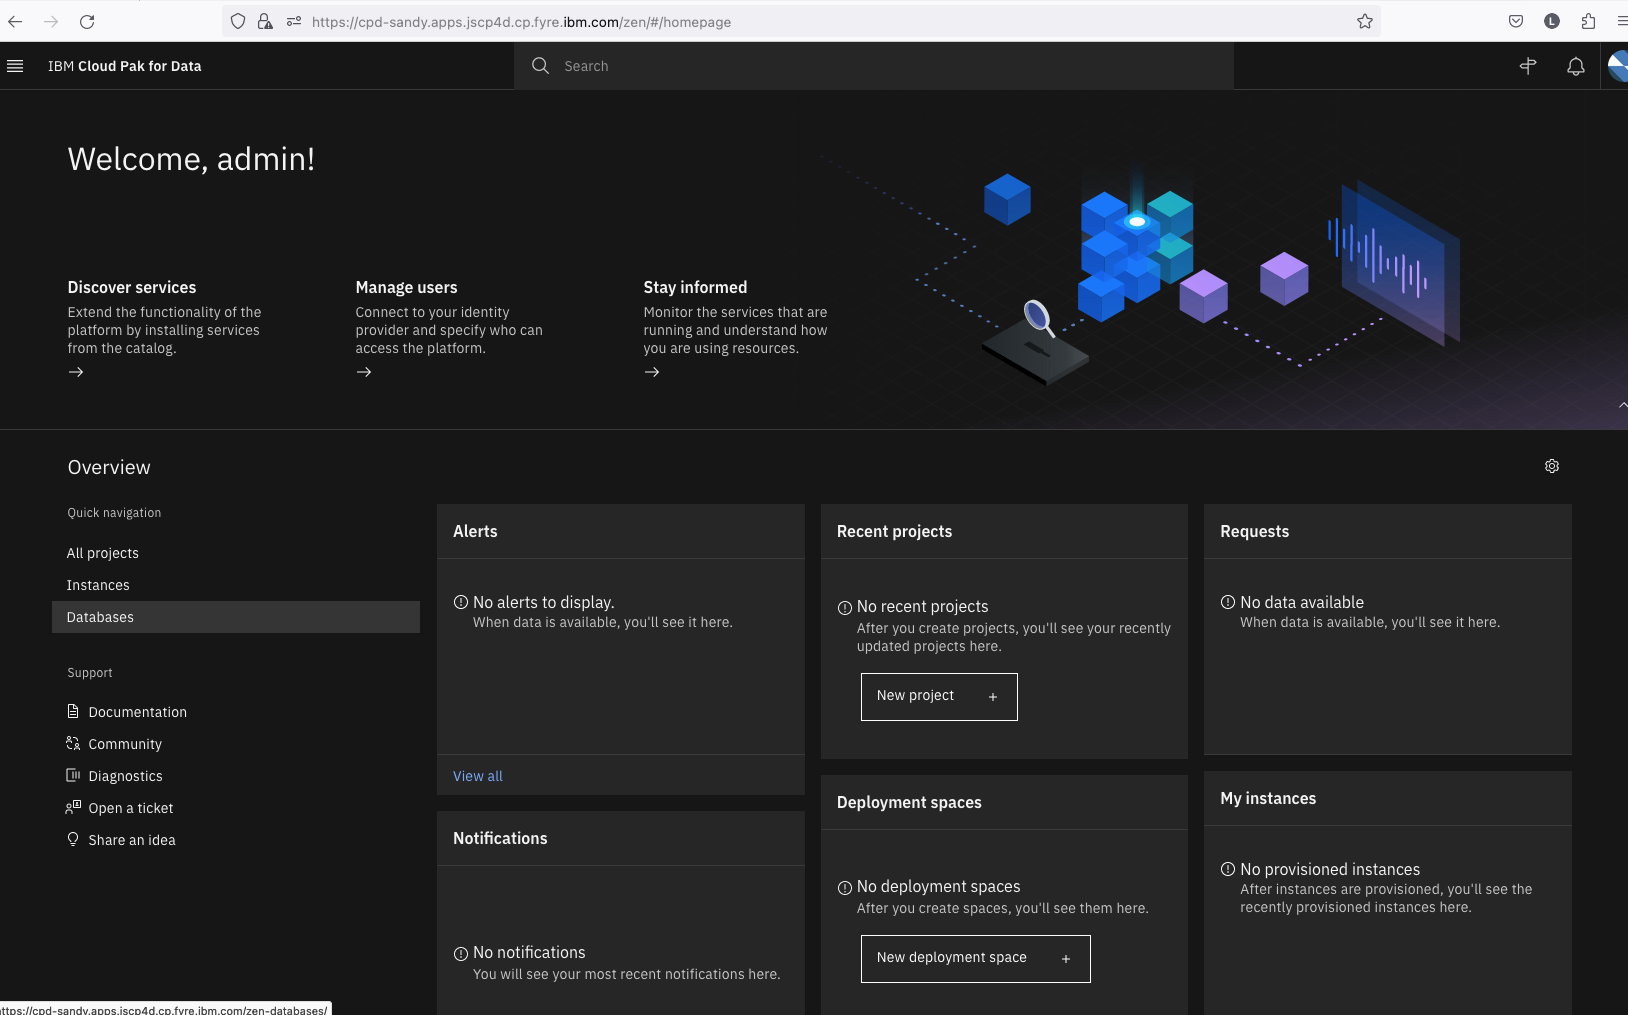 https://cpd-sandy.apps.jscp4d.cp.fyre.ibm.com/zen/#/homepage
L
IBM Cloud Pak for Data
Search
Welcome, admin!
Discover services
Extend the functionality of the
platform by installing services
from the catalog.
Manage users
Connect to your identity
provider and specify who can
access the platform.
Stay informed
Monitor the services that are
running and understand how
you are using resources.
Overview
Quick navigation
All projects
Instances
Databases
Support
Documentation
Community
Diagnostics
Open a ticket
Share an idea
Alerts
No alerts to display.
When data is available, you'll see it here.
View all
Notifications
No notifications
You will see your most recent notifications here.
Recent projects
No recent projects
After you create projects, you'll see your recently
updated projects here.
New project +
Deployment spaces
No deployment spaces
After you create spaces, you'll see them here.
New deployment space +
Requests
No data available
When data is available, you'll see it here.
My instances
No provisioned instances
After instances are provisioned, you'll see the
recently provisioned instances here.
https://cpd-sandy.apps.jscp4d.cp.fyre.ibm.com/zen-databases/